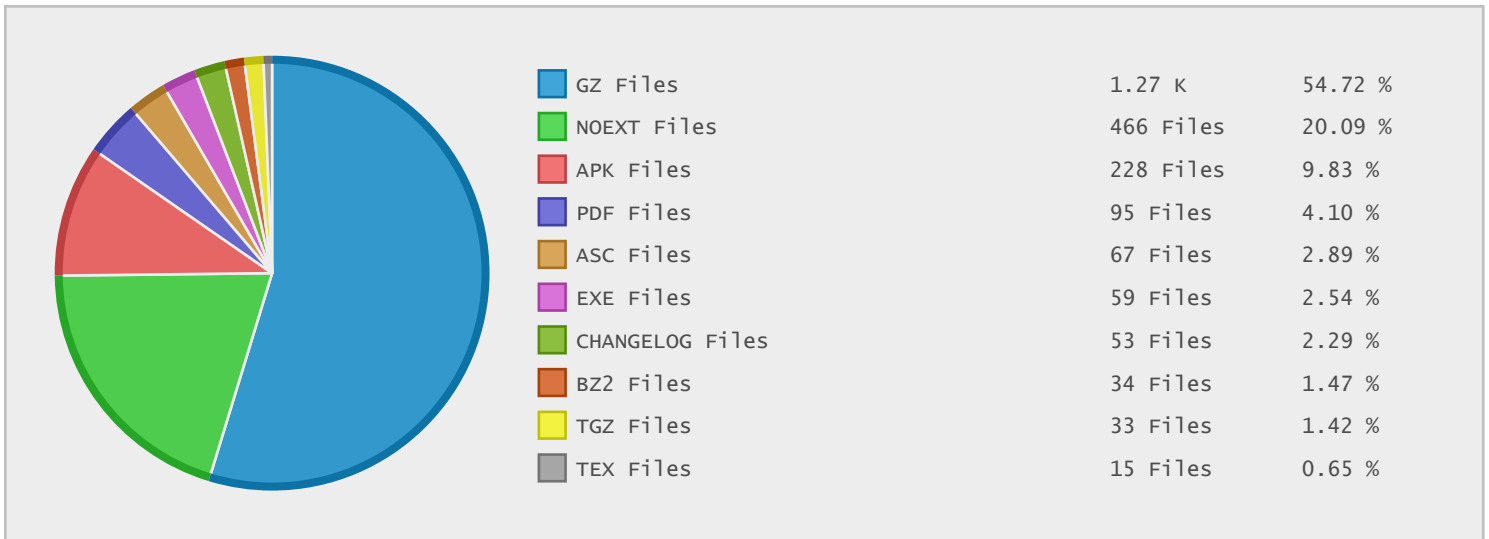 GZ Files 1.27 K 54.72 %
NOEXT Files 466 Files 20.09 %
APK Files 228 Files 9.83 %
PDF Files 95 Files 4.10 %
ASC Files 67 Files 2.89 %
EXE Files 59 Files 2.54 %
CHANGELOG Files 53 Files 2.29 %
BZ2 Files 34 Files 1.47 %
TGZ Files 33 Files 1.42 %
TEX Files 15 Files 0.65 %